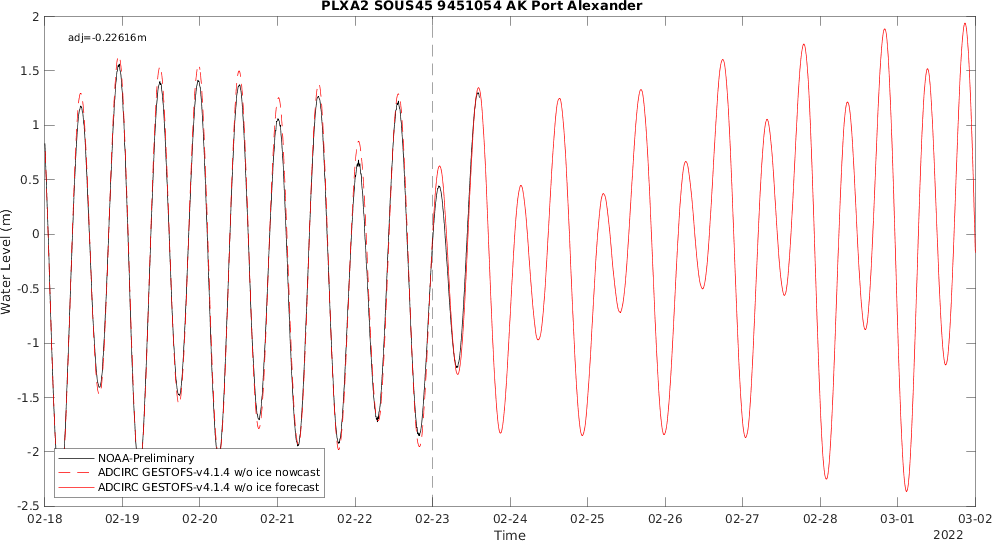 PLXA2 SOUS45 9451054 AK Port Alexander
adj=-0.22616m
2
1.5
1
0.5
0
-0.5
-1
-1.5
-2
-2.5
Water Level (m)
NOAA-Preliminary
ADCIRC GESTOFS-v4.1.4 w/o ice nowcast
ADCIRC GESTOFS-v4.1.4 w/o ice forecast
02-18 02-19 02-20 02-21 02-22 02-23 02-24 02-25 02-26 02-27 02-28 03-01 03-02
Time
2022